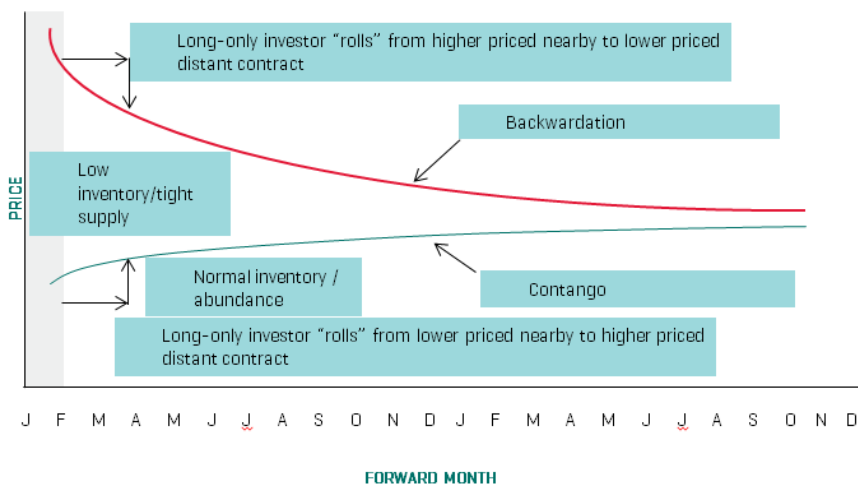 Long-only investor “rolls” from higher priced nearby to lower priced
distant contract
Backwardation
PRICE
Low
inventory/tight
supply
Normal inventory /
abundance
Contango
Long-only investor “rolls” from lower priced nearby to higher priced
distant contract
J F M A M J J A S O N D J F M A M J J A S O N D
FORWARD MONTH